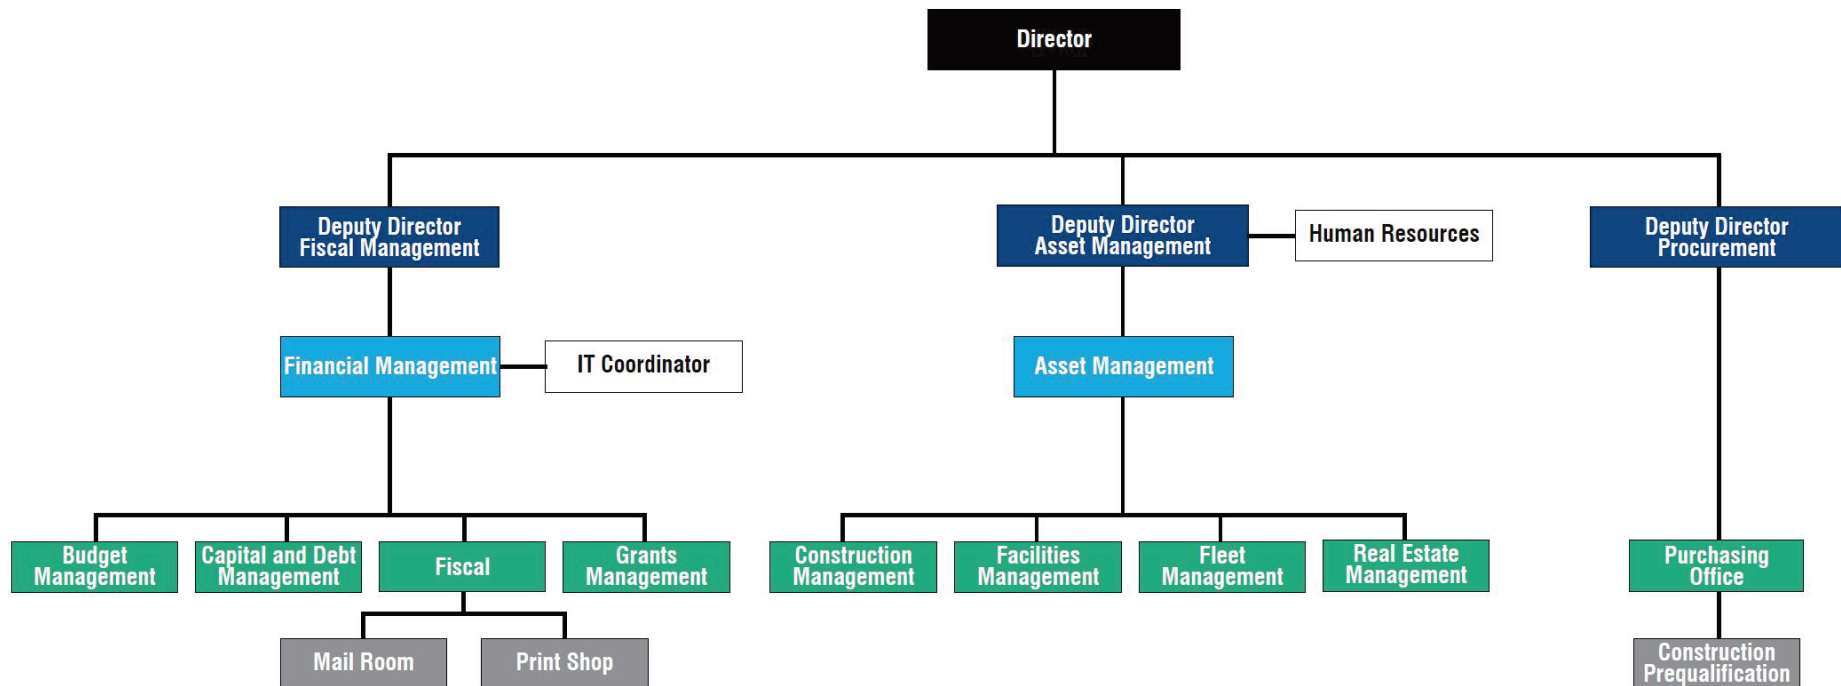 Director
Deputy Director
Fiscal Management
Deputy Director
Asset Management
Human Resources
Deputy Director
Procurement
Financial Management
IT Coordinator
Asset Management
Budget
Management
Capital and Debt
Management
Fiscal
Grants
Management
Construction
Management
Facilities
Management
Fleet
Management
Real Estate
Management
Purchasing
Office
Mail Room
Print Shop
Construction
Prequalification